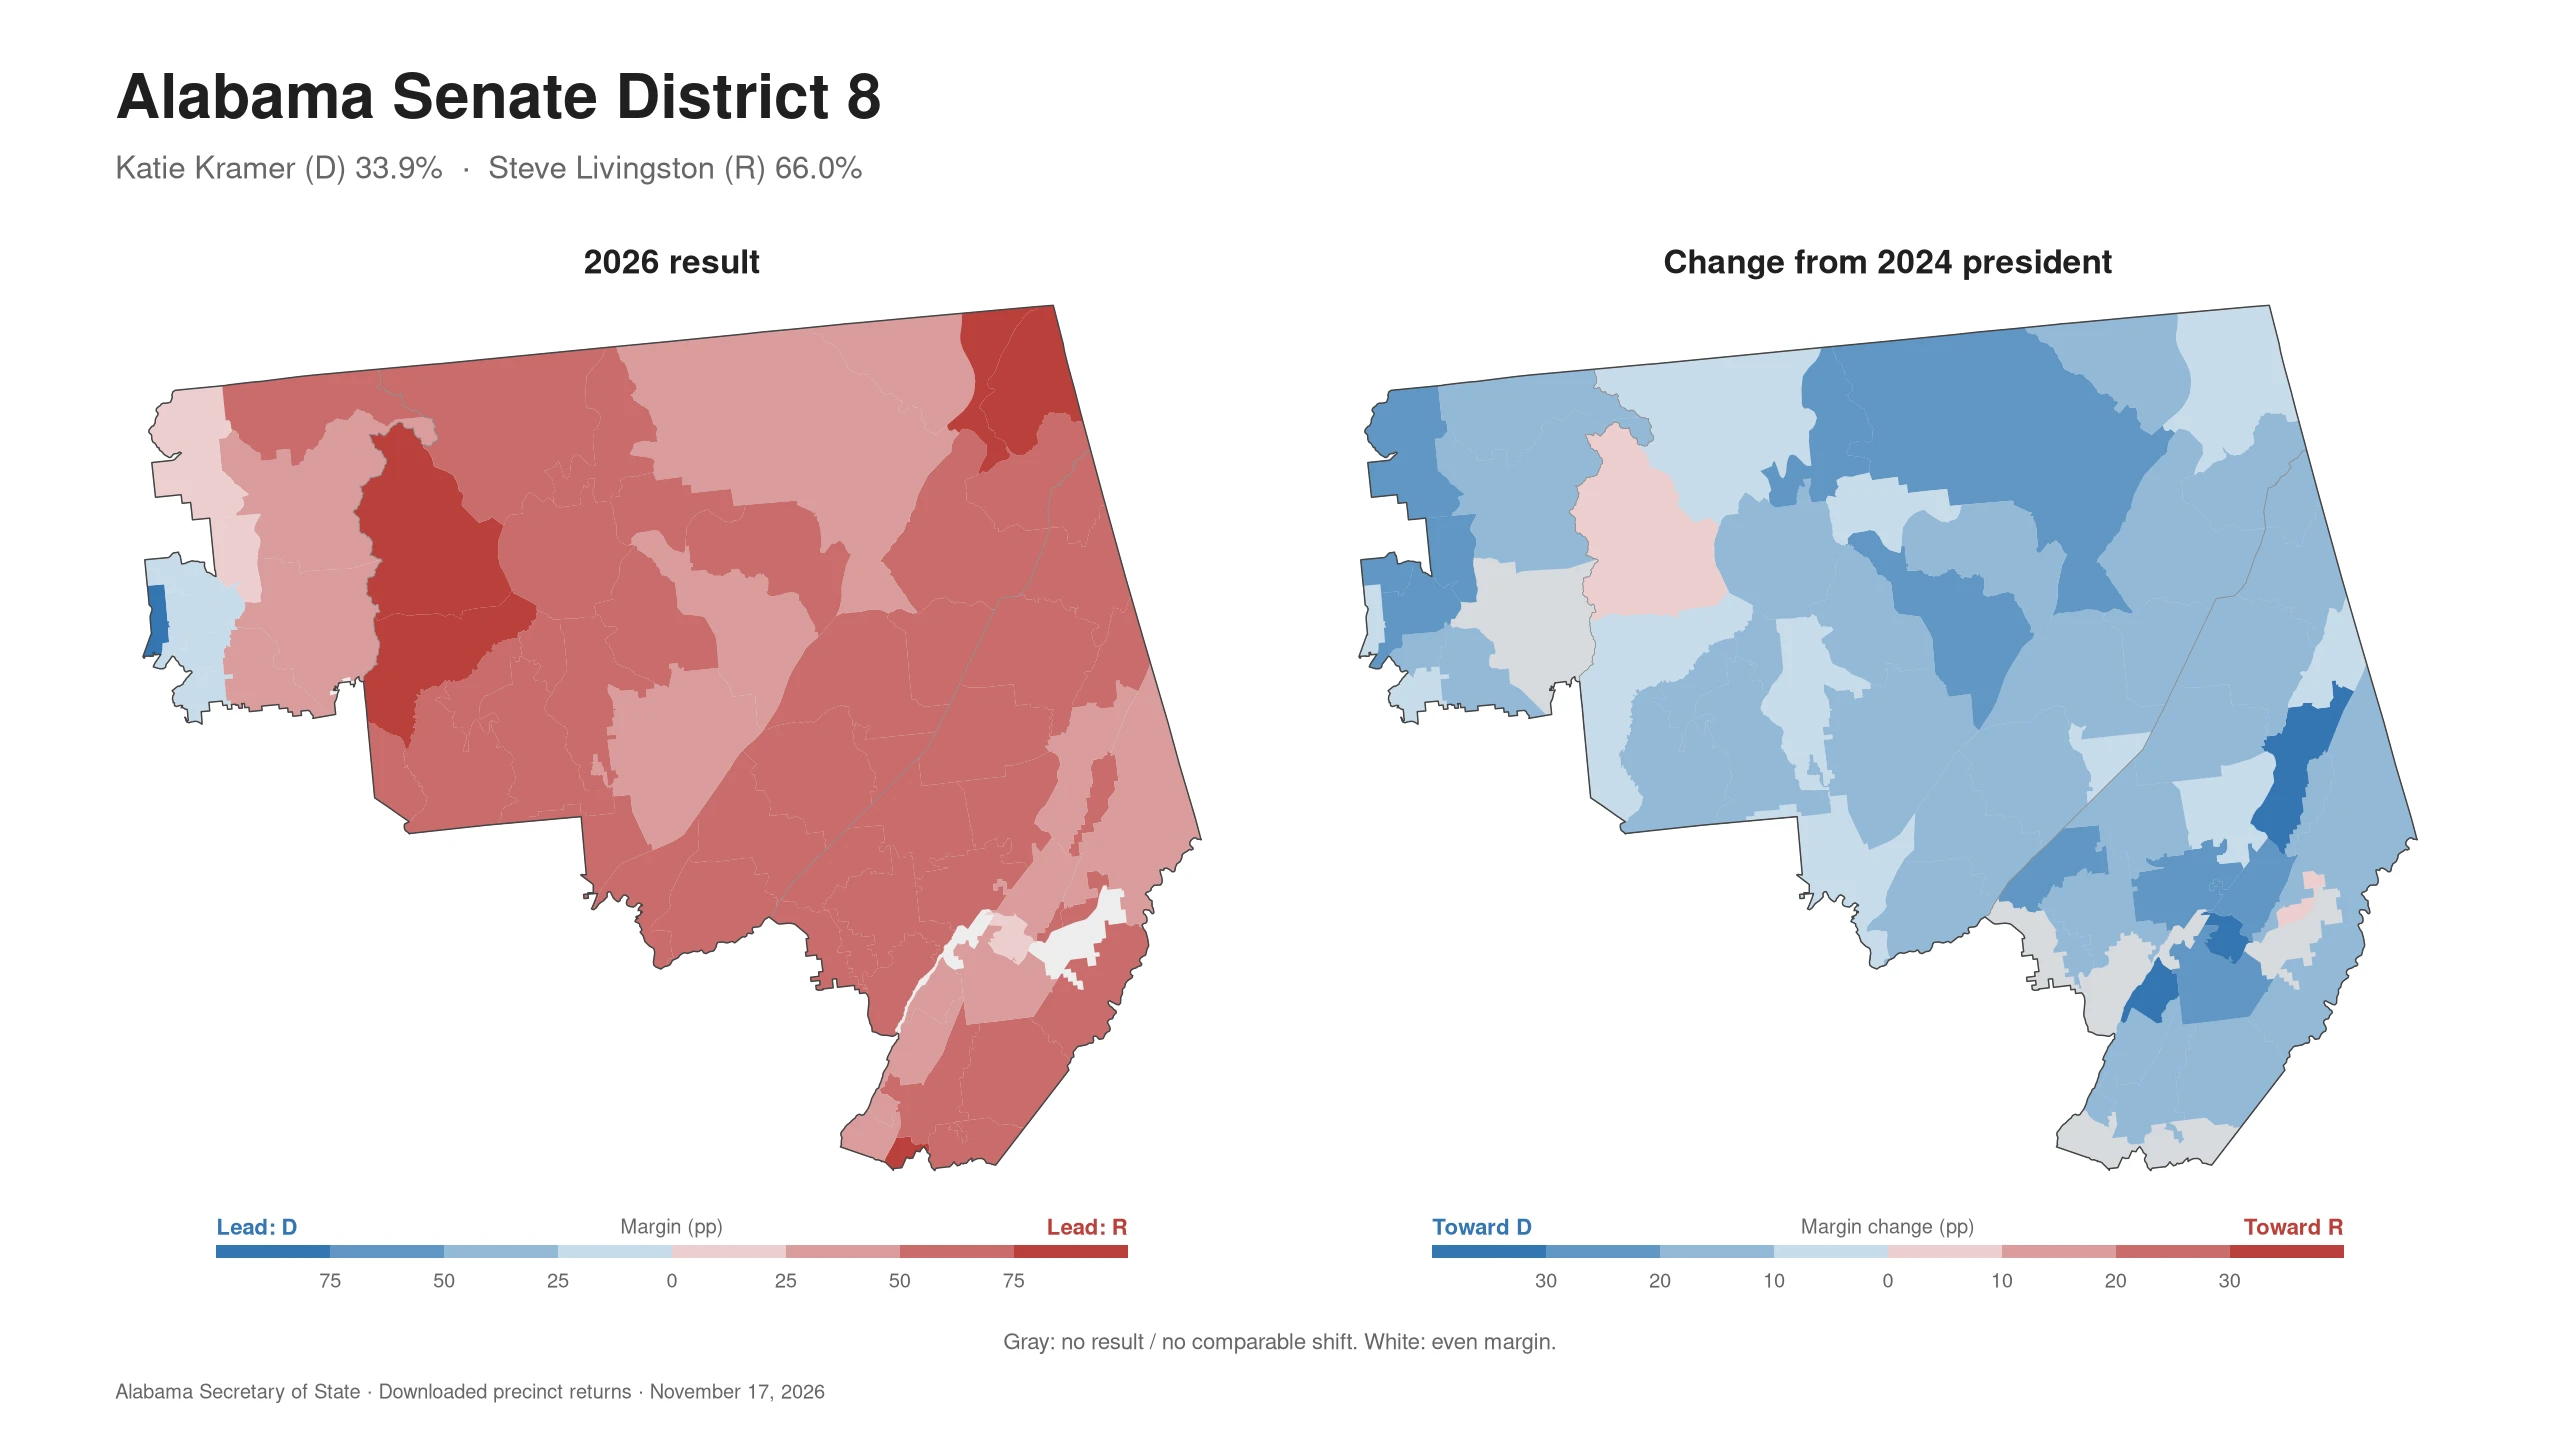 Alabama Senate District 8
Katie Kramer (D) 33.9% · Steve Livingston (R) 66.0%
2026 result
Change from 2024 president
Lead: D Margin (pp) Lead: R
75 50 25 0 25 50 75
Toward D Margin change (pp) Toward R
30 20 10 0 10 20 30
Gray: no result / no comparable shift. White: even margin.
Alabama Secretary of State · Downloaded precinct returns · November 17, 2026